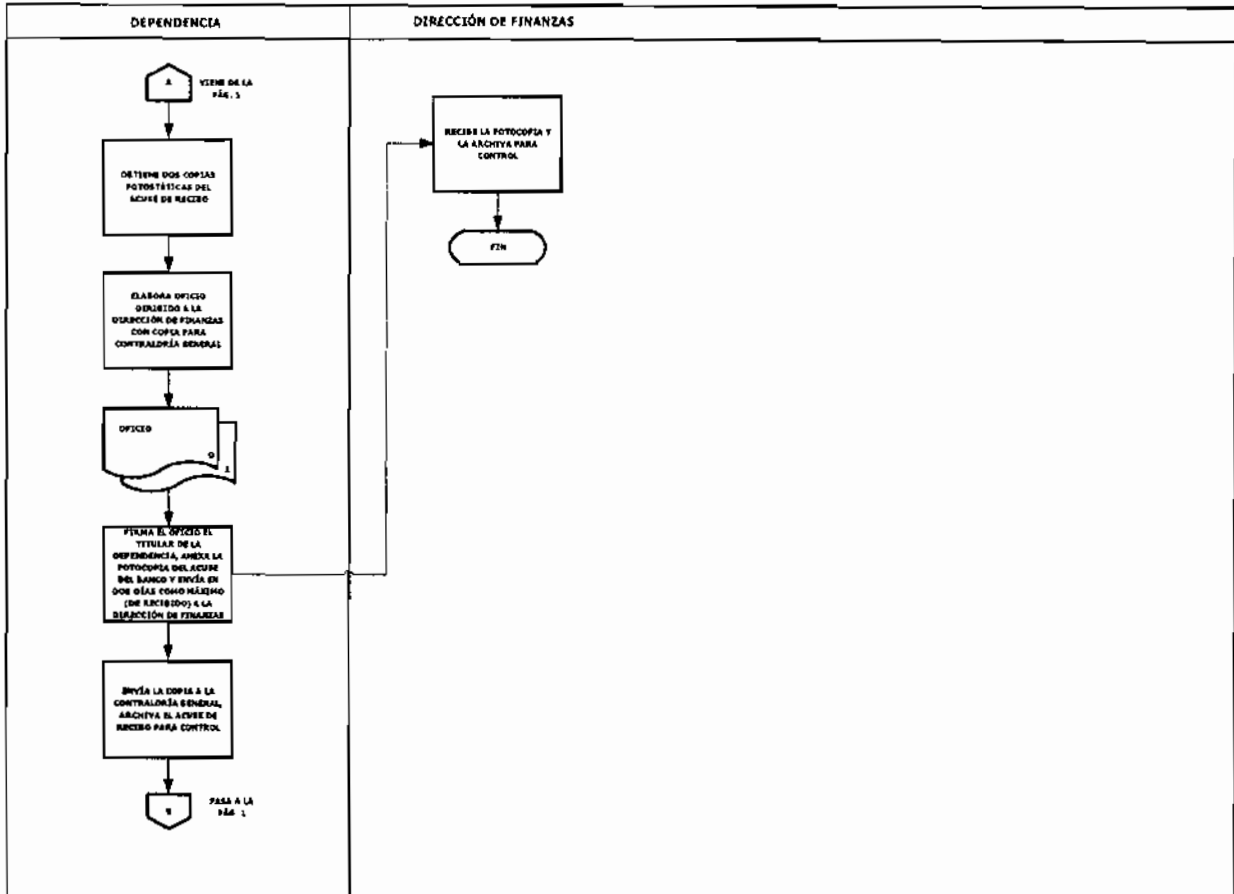 DEPENDENCIA
DIRECCIÓN DE FINANZAS
A
VIENE DE LA
PÁG. 1
OBTIENE DOS COPIAS
FOTOSTÁTICAS DEL
ACUSE DE RECIBO
ELABORA OFICIO
DIRIGIDO A LA
DIRECCIÓN DE FINANZAS
CON COPIA PARA
CONTRALORÍA GENERAL
OFICIO
0
1
FIRMA EL OFICIO EL
TITULAR DE LA
DEPENDENCIA, ANEXA LA
FOTOCOPIA DEL ACUSE
DEL BANCO Y ENVÍA EN
DOS DÍAS COMO MÁXIMO
(DE RECIBIDO) A LA
DIRECCIÓN DE FINANZAS
ENVÍA LA COPIA A LA
CONTRALORÍA GENERAL,
ARCHIVA EL ACUSE DE
RECIBO PARA CONTROL
PASA A LA
PÁG. 1
RECIBE LA FOTOCOPIA Y
LA ARCHIVA PARA
CONTROL
FIN